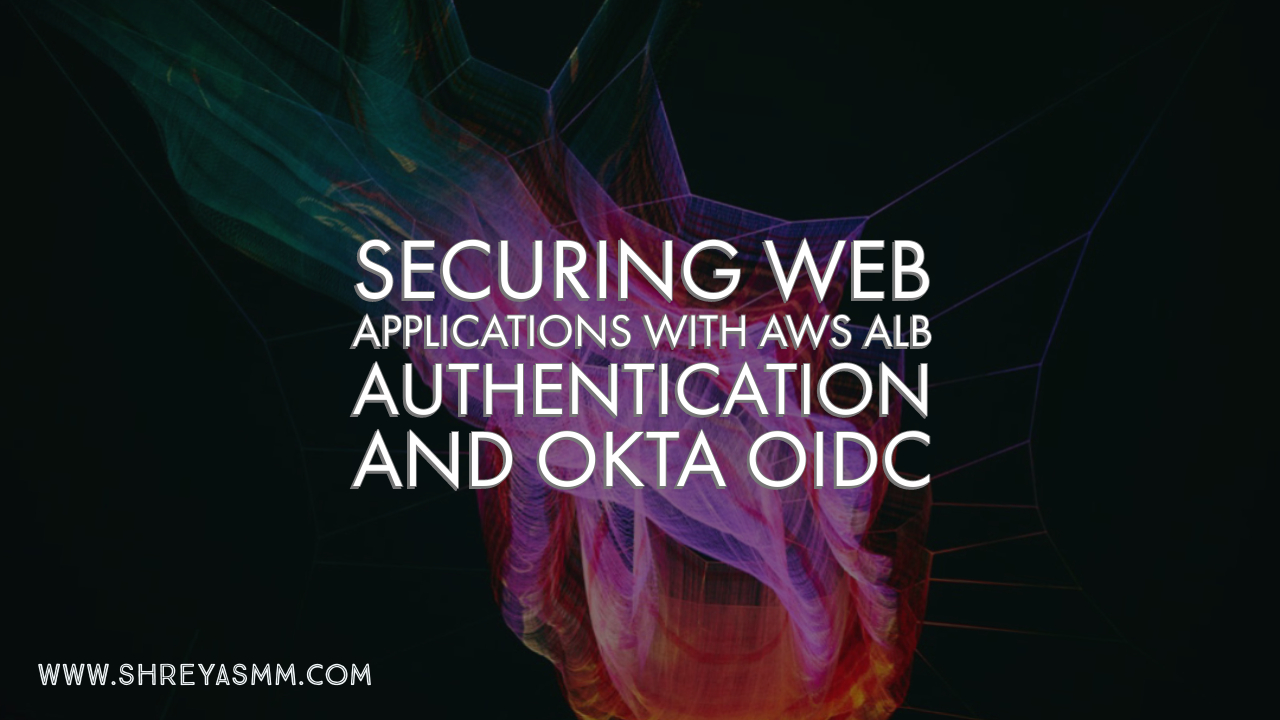 SECURING WEB
APPLICATIONS WITH AWS ALB
AUTHENTICATION
AND OKTA OIDC
WWW.SHREYASMM.COM